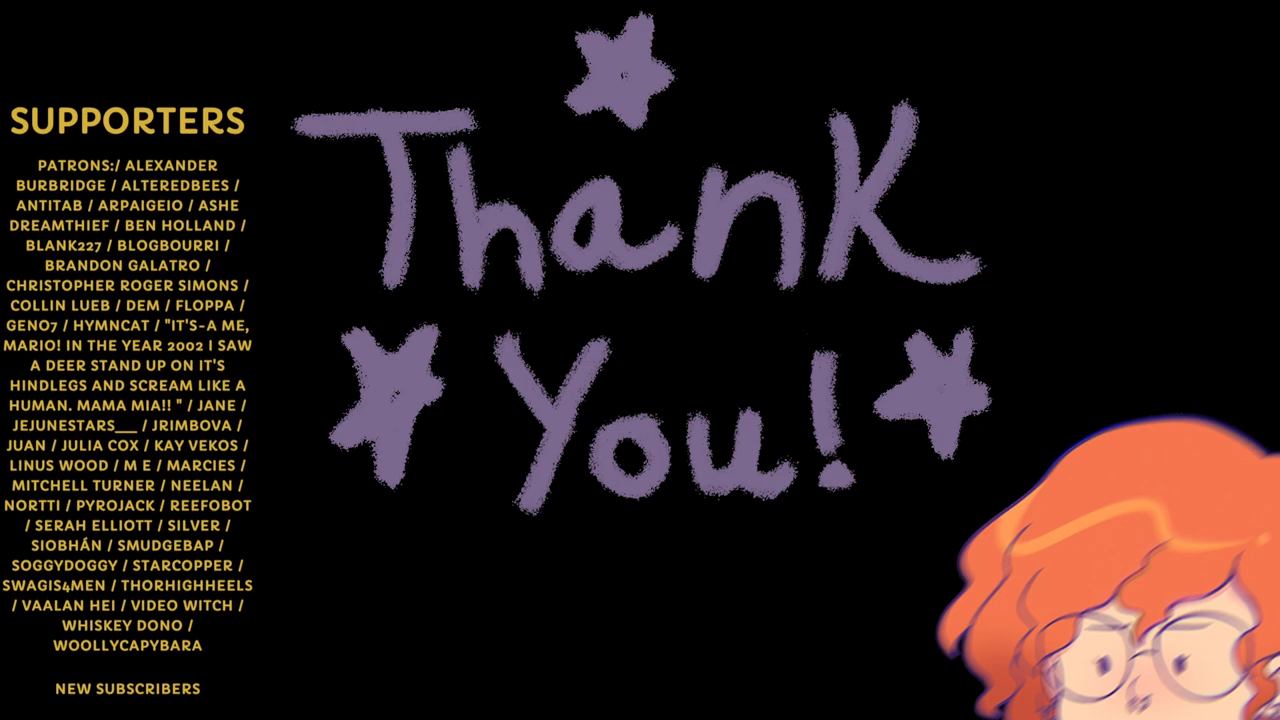 SUPPORTERS
PATRONS:/ ALEXANDER
BURBRIDGE / ALTEREDBEES /
ANTITAB / ARPAIGEIO / ASHE
DREAMTHIEF / BEN HOLLAND /
BLANK227 / BLOGBOURRI /
BRANDON GALATRO /
CHRISTOPHER ROGER SIMONS /
COLLIN LUEB / DEM / FLOPPA /
GENO7 / HYMNCAT / "IT'S-A ME,
MARIO! IN THE YEAR 2002 I SAW
A DEER STAND UP ON IT'S
HINDLEGS AND SCREAM LIKE A
HUMAN. MAMA MIA!! " / JANE /
JEJUNESTARS__ / JRIMBOVA /
JUAN / JULIA COX / KAY VEKOS /
LINUS WOOD / M E / MARCIES /
MITCHELL TURNER / NEELAN /
NORTTI / PYROJACK / REEFOBOT
/ SERAH ELLIOTT / SILVER /
SIOBHÁN / SMUDGEBAP /
SOGGYDOGGY / STARCOPPER /
SWAGIS4MEN / THORHIGHHEELS
/ VAALAN HEI / VIDEO WITCH /
WHISKEY DONO /
WOOLLYCAPYBARA
NEW SUBSCRIBERS
Thank
You!